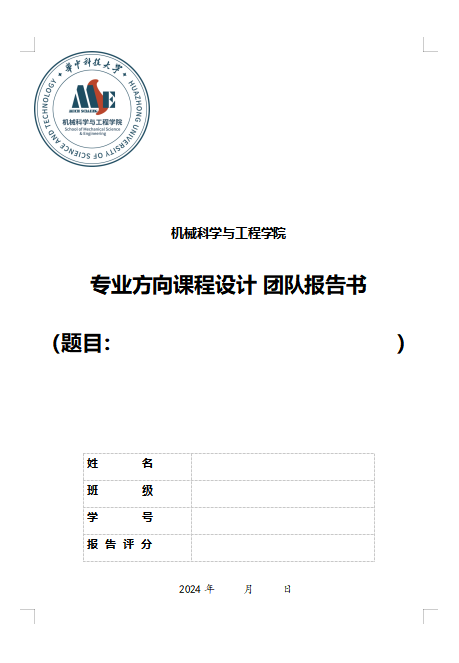 華中科技大学
HUAZHONG UNIVERSITY OF SCIENCE AND TECHNOLOGY
MSE
机械科学与工程学院
School of Mechanical Science
& Engineering
机械科学与工程学院
专业方向课程设计 团队报告书
（题目： ）
姓 名
班 级
学 号
报 告 评 分
2024 年 月 日